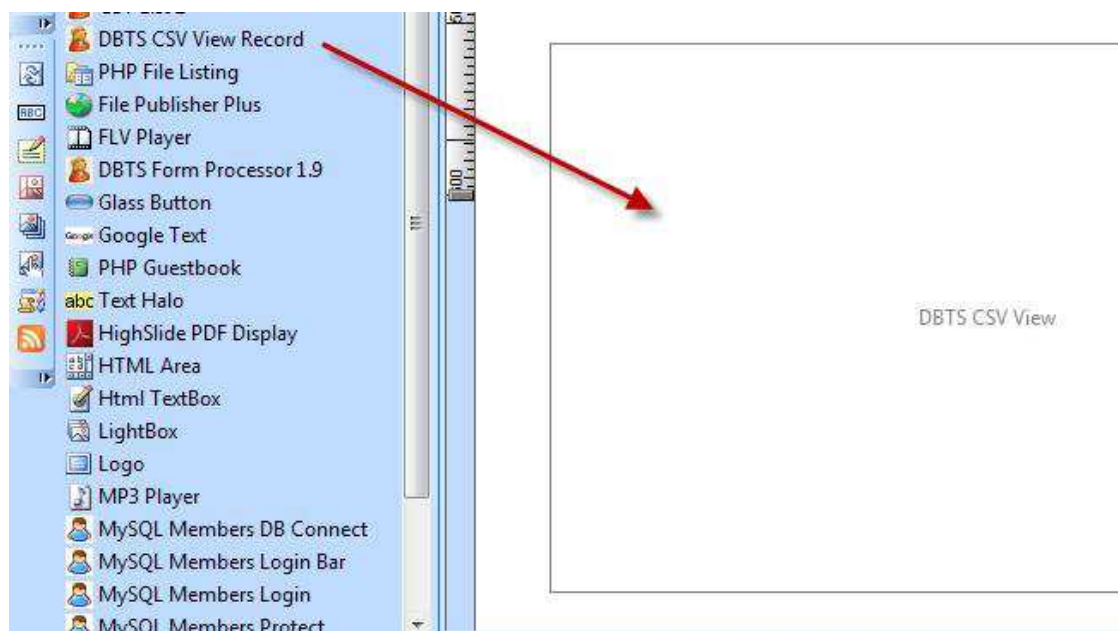 DBTS CSV View Record
PHP File Listing
File Publisher Plus
FLV Player
DBTS Form Processor 1.9
Glass Button
Google Text
PHP Guestbook
abc Text Halo
HighSlide PDF Display
HTML Area
Html TextBox
LightBox
Logo
MP3 Player
MySQL Members DB Connect
MySQL Members Login Bar
MySQL Members Login
MySQL Members Protect
ABC
DBTS CSV View